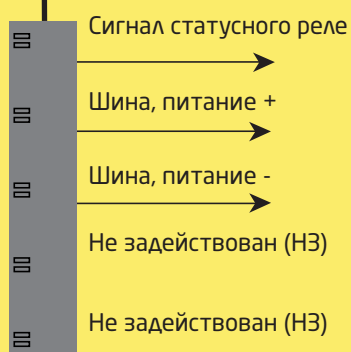 Сигнал статусного реле
Шина, питание +
Шина, питание -
Не задействован (НЗ)
Не задействован (НЗ)